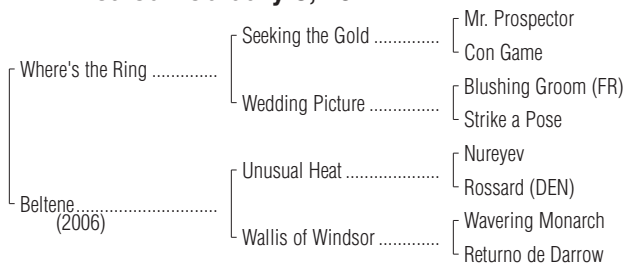 Mr. Prospector
Seeking the Gold .............
Con Game
Where's the Ring .............
Blushing Groom (FR)
Wedding Picture ..............
Strike a Pose
Nureyev
Unusual Heat ...................
Rossard (DEN)
Beltene............................
(2006)
Wavering Monarch
Wallis of Windsor ............
Returno de Darrow